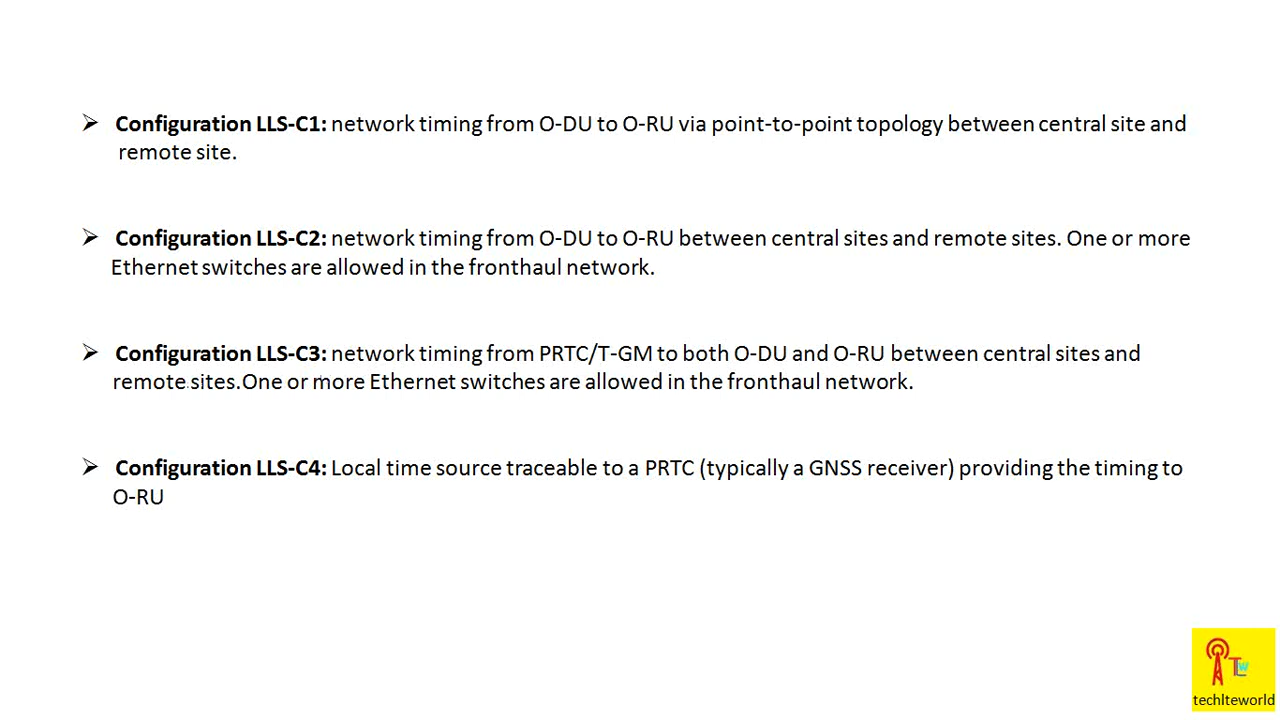 Configuration LLS-C1: network timing from O-DU to O-RU via point-to-point topology between central site and
remote site.
Configuration LLS-C2: network timing from O-DU to O-RU between central sites and remote sites. One or more
Ethernet switches are allowed in the fronthaul network.
Configuration LLS-C3: network timing from PRTC/T-GM to both O-DU and O-RU between central sites and
remote sites.One or more Ethernet switches are allowed in the fronthaul network.
Configuration LLS-C4: Local time source traceable to a PRTC (typically a GNSS receiver) providing the timing to
O-RU
TLW
techlteworld